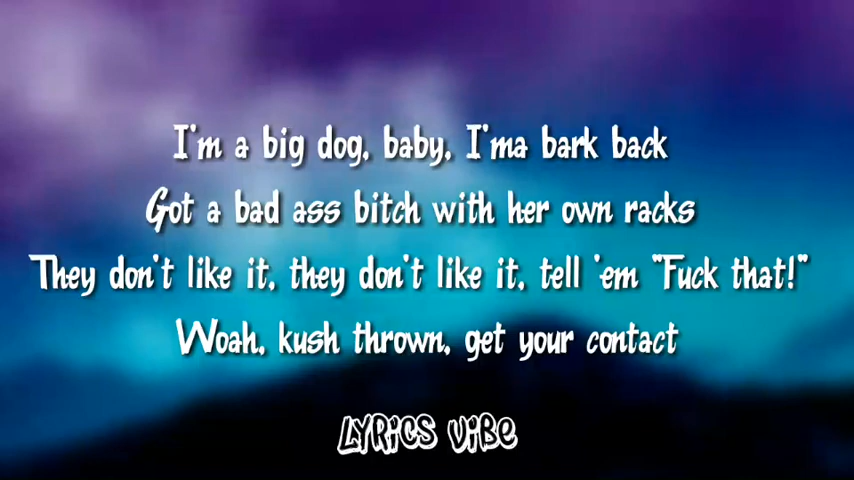 I'm a big dog, baby, I'ma bark back
Got a bad ass bitch with her own racks
They don't like it, they don't like it, tell 'em "Fuck that!"
Woah, kush thrown, get your contact
LYRICS VIBE